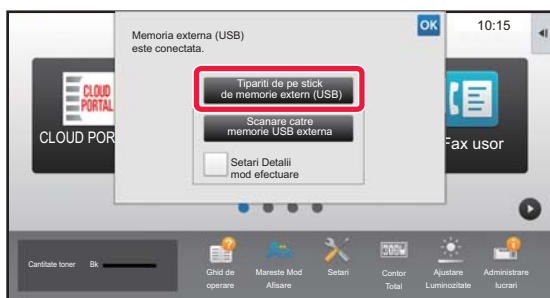 Memoria externa (USB)
este conectata.
OK
10:15
Tipariti de pe stick
de memorie extern (USB)
Scanare catre
memorie USB externa
Setari Detalii
mod efectuare
CLOUD
PORTAL
CLOUD POR
Fax usor
Cantitate toner Bk
Ghid de
operare
Mareste Mod
Afisare
Setari
Contor
Total
Ajustare
Luminozitate
Administrare
lucrari